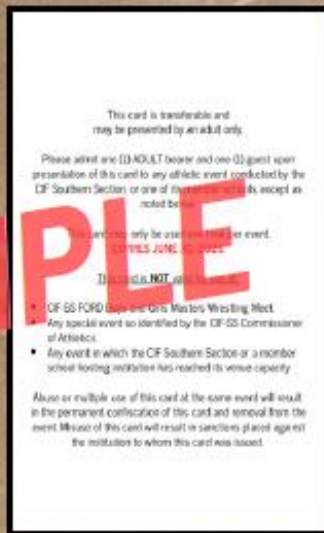 This card is transferable and
may be presented by an adult only.
Please admit one (1) ADULT bearer and one (1) guest upon
presentation of this card to any athletic event conducted by the
CIF Southern Section, or one of its member schools, except as
noted below.
This card may only be used one time per event.
EXPIRES JUNE
This card is NOT valid
• CIF-SS FORD Boys and Girls Masters Wrestling Meet
• Any special event so identified by the CIF-SS Commissioner
of Athletics
• Any event in which the CIF Southern Section or a member
school hosting institution has reached its venue capacity
Abuse or multiple use of this card at the same event will result
in the permanent confiscation of this card and removal from the
event. Misuse of this card will result in sanctions placed against
the institution to whom this card was issued.
PLE